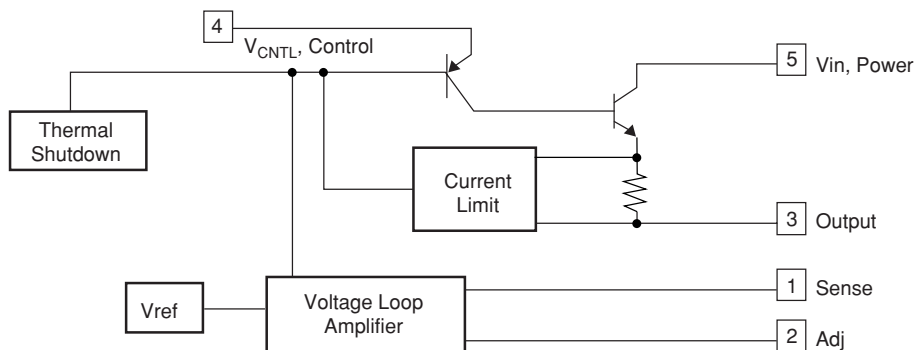 4
VCNTL, Control
5 Vin, Power
Thermal
Shutdown
Current
Limit
3 Output
1 Sense
Vref
Voltage Loop
Amplifier
2 Adj